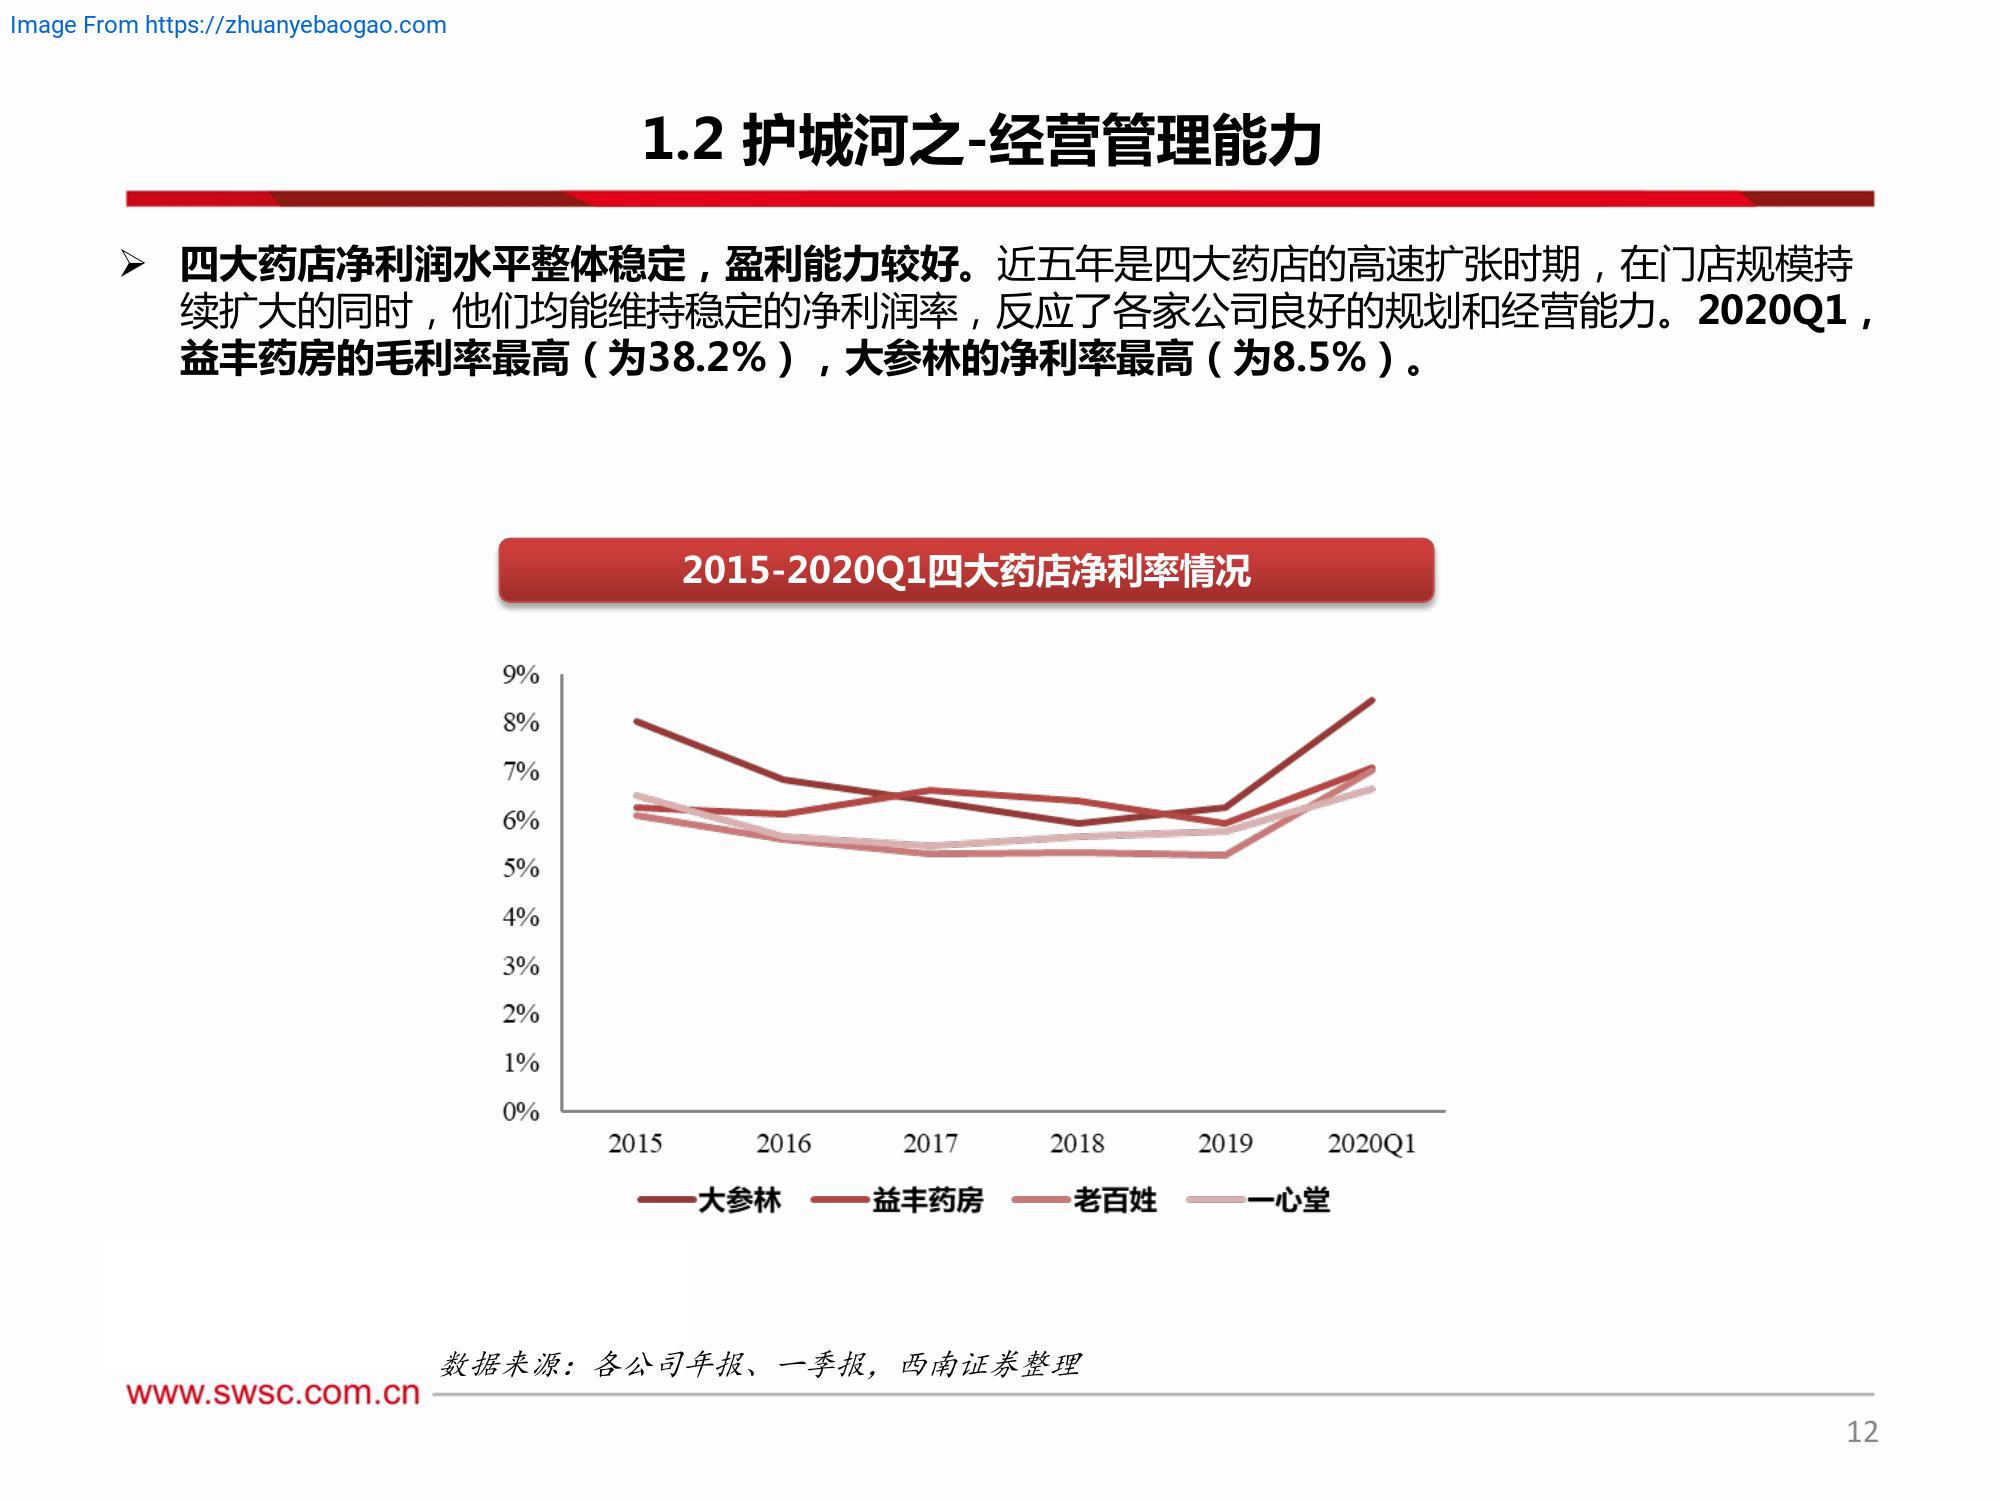 Image From https://zhuanyebaogao.com
1.2 护城河之-经营管理能力
➢ 四大药店净利润水平整体稳定，盈利能力较好。近五年是四大药店的高速扩张时期，在门店规模持
续扩大的同时，他们均能维持稳定的净利润率，反应了各家公司良好的规划和经营能力。2020Q1，
益丰药房的毛利率最高（为38.2%），大参林的净利率最高（为8.5%）。
2015-2020Q1四大药店净利率情况
9%
8%
7%
6%
5%
4%
3%
2%
1%
0%
2015 2016 2017 2018 2019 2020Q1
大参林 益丰药房 老百姓 一心堂
数据来源：各公司年报、一季报，西南证券整理
www.swsc.com.cn
12